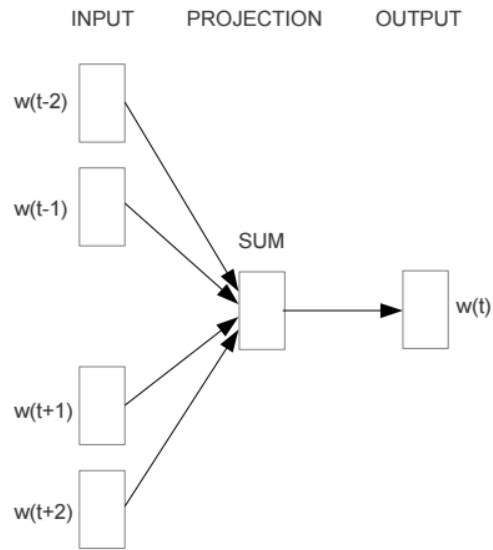 INPUT PROJECTION OUTPUT
w(t-2)
w(t-1)
SUM
w(t)
w(t+1)
w(t+2)